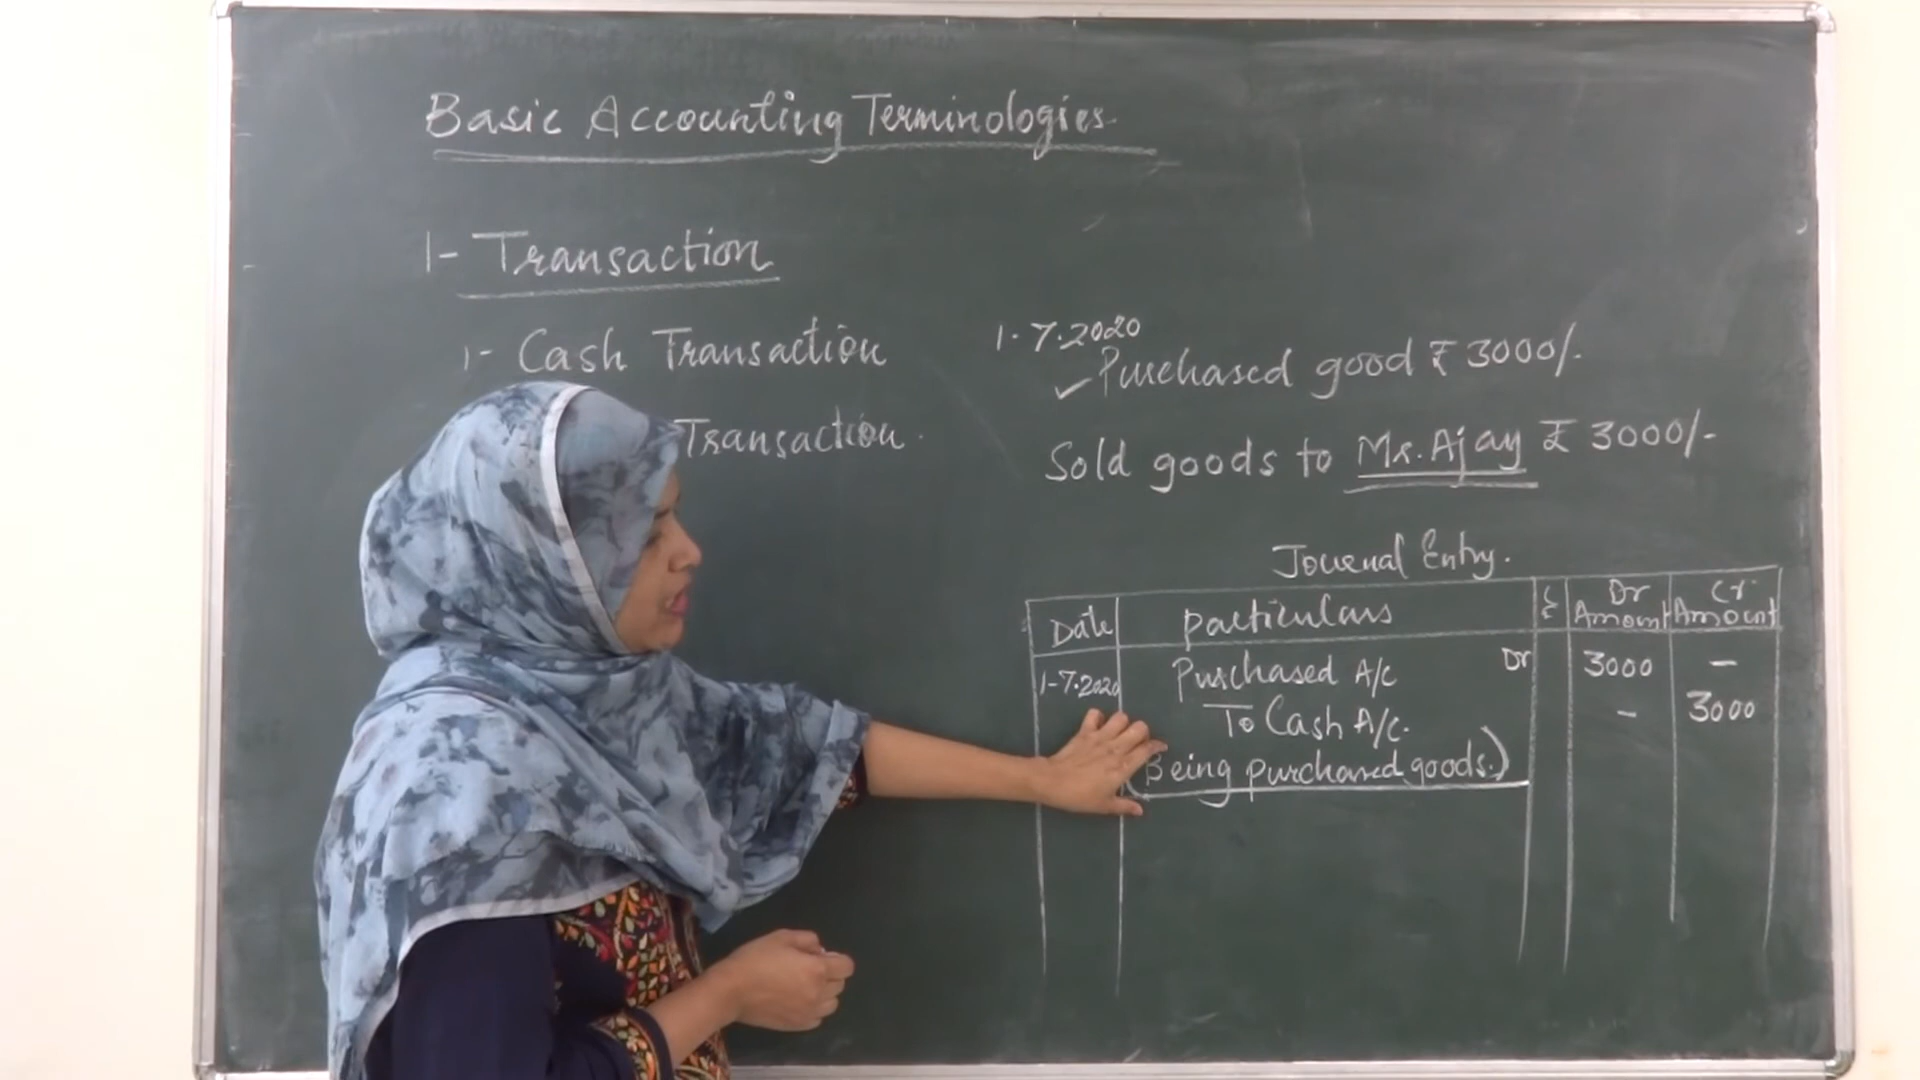 Basic Accounting Terminologies.
1- Transaction
1- Cash Transaction
Transaction.
1.7.2020
✓ Purchased good ₹ 3000/-
Sold goods to Mr. Ajay ₹ 3000/-
Journal Entry.
Date Particulars Dr Amount Cr Amount
1-7.2020 Purchased A/c Dr 3000 -
To Cash A/c. - 3000
(Being purchased goods.)